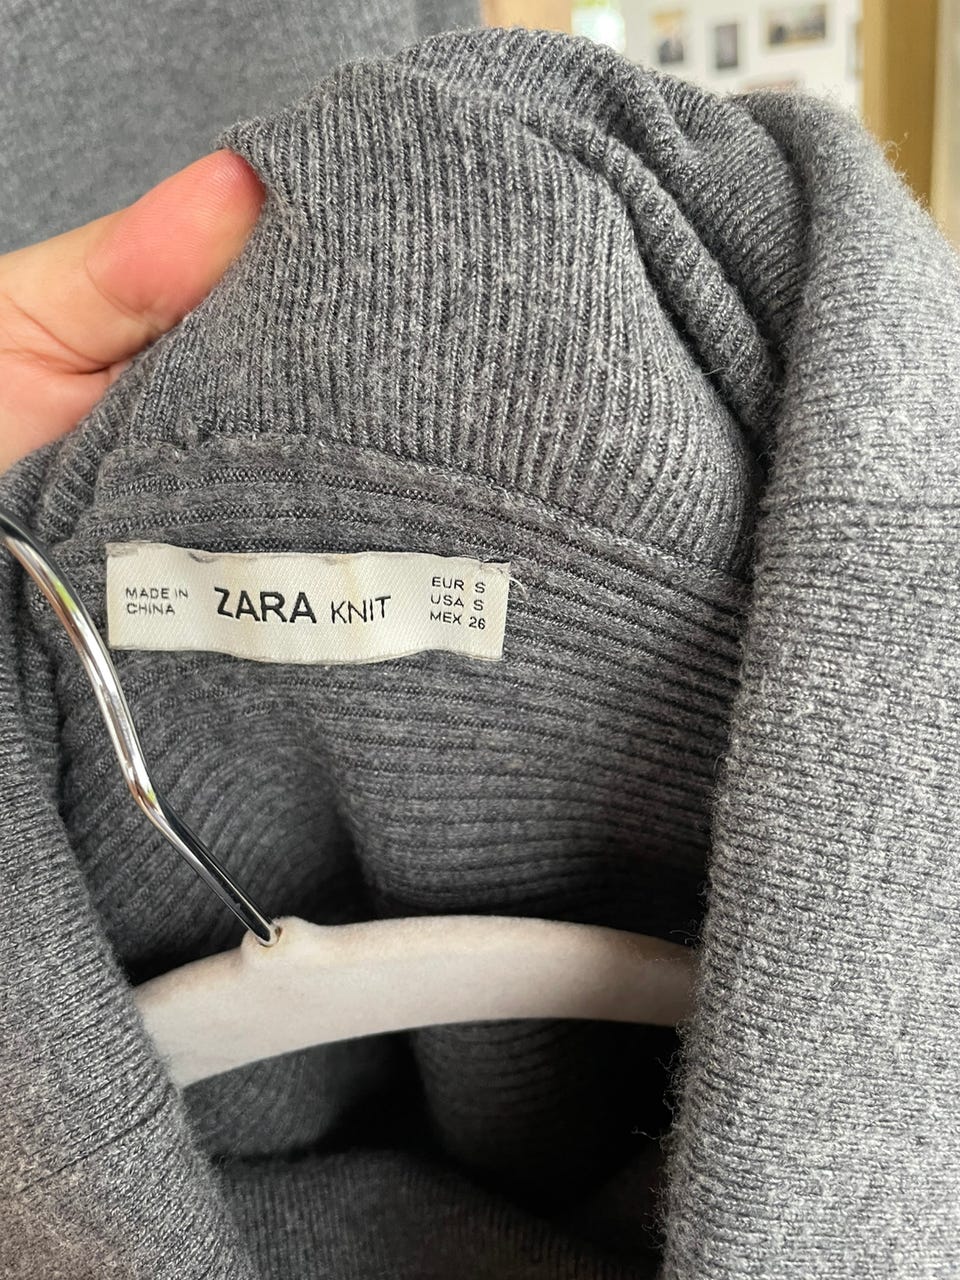 MADE IN
CHINA
ZARA KNIT
EUR S
USA S
MEX 26